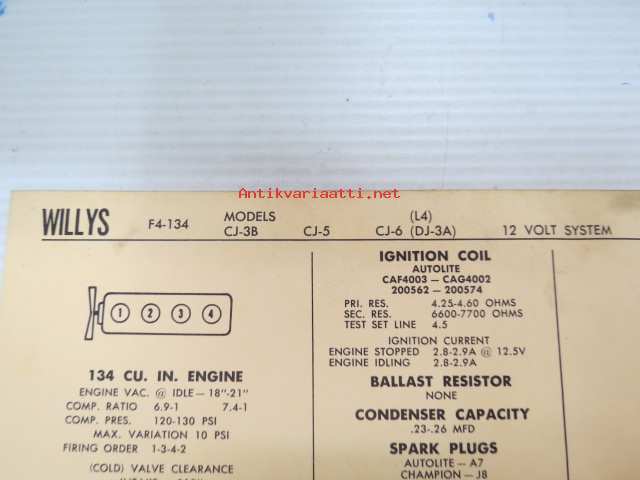 Antikvariaatti.net
WILLYS F4-134 MODELS (L4)
CJ-3B CJ-5 CJ-6 (DJ-3A) 12 VOLT SYSTEM
1 2 3 4
134 CU. IN. ENGINE
ENGINE VAC. @ IDLE — 18"-21"
COMP. RATIO 6.9-1 7.4-1
COMP. PRES. 120-130 PSI
MAX. VARIATION 10 PSI
FIRING ORDER 1-3-4-2
(COLD) VALVE CLEARANCE
IGNITION COIL
AUTOLITE
CAF4003 — CAG4002
200562 — 200574
PRI. RES. 4.25-4.60 OHMS
SEC. RES. 6600-7700 OHMS
TEST SET LINE 4.5
IGNITION CURRENT
ENGINE STOPPED 2.8-2.9A @ 12.5V
ENGINE IDLING 2.8-2.9A
BALLAST RESISTOR
NONE
CONDENSER CAPACITY
.23-.26 MFD
SPARK PLUGS
AUTOLITE — A7
CHAMPION — J8